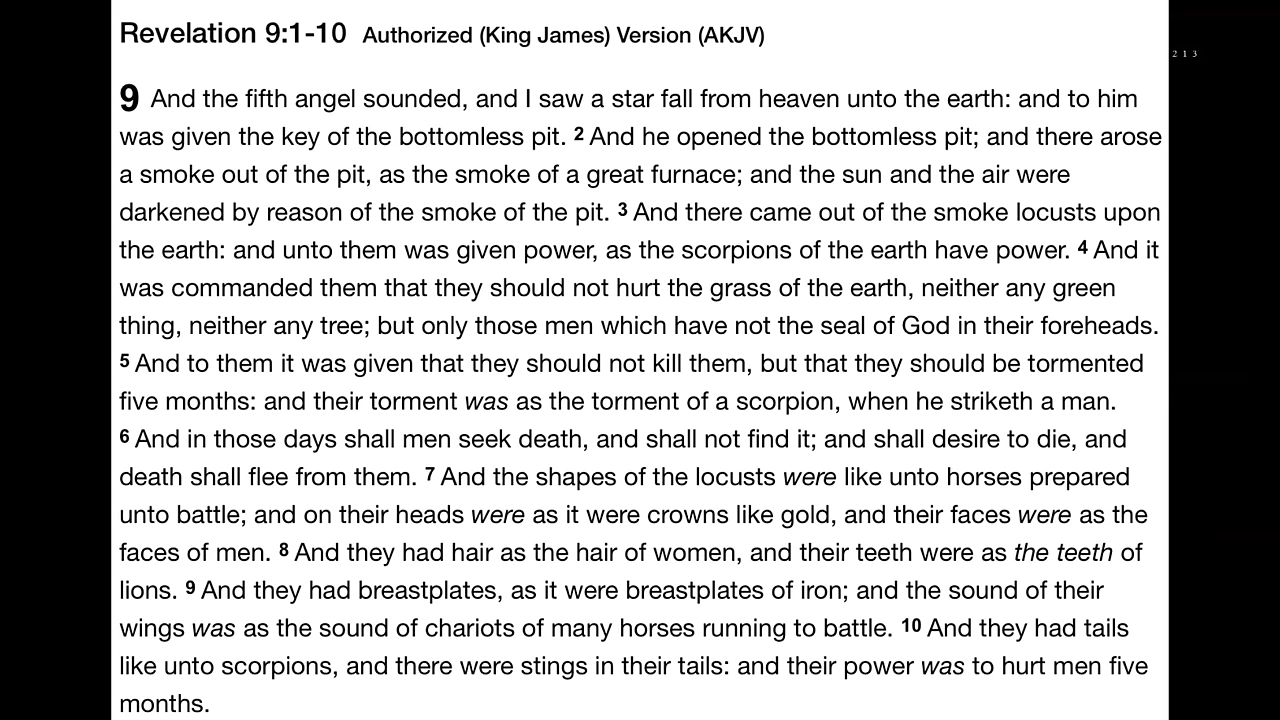 Revelation 9:1-10 Authorized (King James) Version (AKJV)
213
9 And the fifth angel sounded, and I saw a star fall from heaven unto the earth: and to him
was given the key of the bottomless pit. 2 And he opened the bottomless pit; and there arose
a smoke out of the pit, as the smoke of a great furnace; and the sun and the air were
darkened by reason of the smoke of the pit. 3 And there came out of the smoke locusts upon
the earth: and unto them was given power, as the scorpions of the earth have power. 4 And it
was commanded them that they should not hurt the grass of the earth, neither any green
thing, neither any tree; but only those men which have not the seal of God in their foreheads.
5 And to them it was given that they should not kill them, but that they should be tormented
five months: and their torment was as the torment of a scorpion, when he striketh a man.
6 And in those days shall men seek death, and shall not find it; and shall desire to die, and
death shall flee from them. 7 And the shapes of the locusts were like unto horses prepared
unto battle; and on their heads were as it were crowns like gold, and their faces were as the
faces of men. 8 And they had hair as the hair of women, and their teeth were as the teeth of
lions. 9 And they had breastplates, as it were breastplates of iron; and the sound of their
wings was as the sound of chariots of many horses running to battle. 10 And they had tails
like unto scorpions, and there were stings in their tails: and their power was to hurt men five
months.